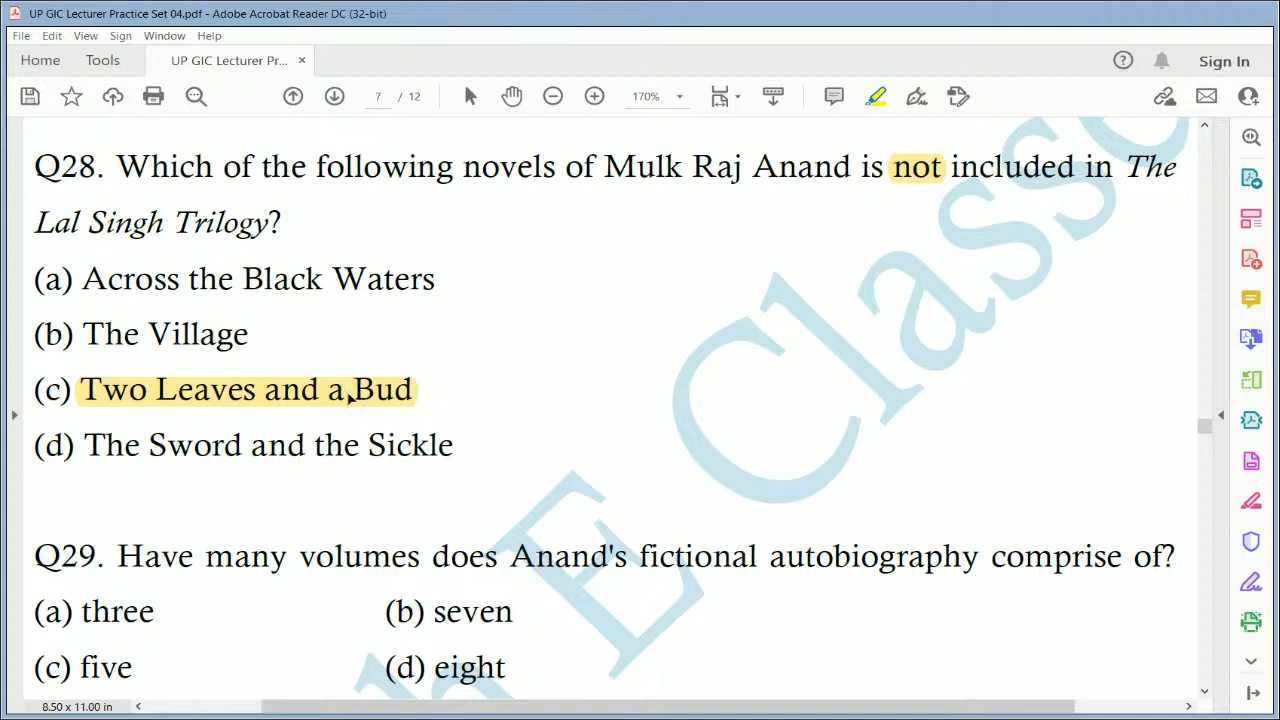 UP GIC Lecturer Practice Set 04.pdf - Adobe Acrobat Reader DC (32-bit)
File Edit View Sign Window Help
Home Tools UP GIC Lecturer Pr... × Sign In
7 / 12 170%
Q28. Which of the following novels of Mulk Raj Anand is not included in The
Lal Singh Trilogy?
(a) Across the Black Waters
(b) The Village
(c) Two Leaves and a Bud
(d) The Sword and the Sickle
Q29. Have many volumes does Anand's fictional autobiography comprise of?
(a) three (b) seven
(c) five (d) eight
8.50 x 11.00 in
E Classe